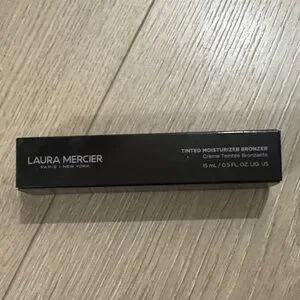 LAURA MERCIER
PARIS | NEW YORK
TINTED MOISTURIZER BRONZER
Crème Teintée Bronzante
15 mL / 0.5 FL. OZ. LIQ. US